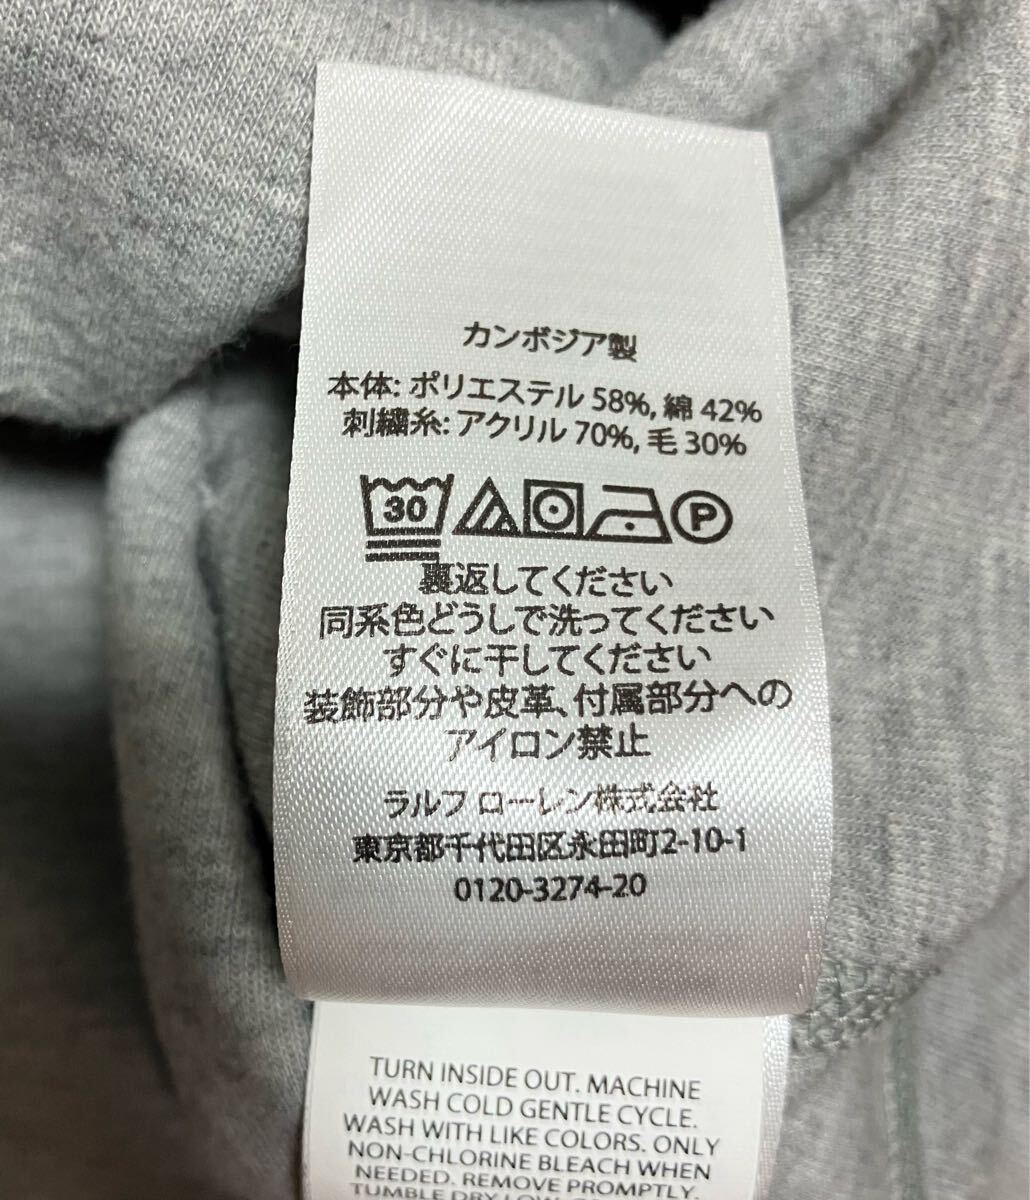 カンボジア製
本体: ポリエステル 58%, 綿 42%
刺繍糸: アクリル 70%, 毛 30%
30 P
裏返してください
同系色どうしで洗ってください
すぐに干してください
装飾部分や皮革、付属部分への
アイロン禁止
ラルフ ローレン株式会社
東京都千代田区永田町2-10-1
0120-3274-20
TURN INSIDE OUT. MACHINE
WASH COLD GENTLE CYCLE.
WASH WITH LIKE COLORS. ONLY
NON-CHLORINE BLEACH WHEN
NEEDED. REMOVE PROMPTLY.
TUMBLE DRY LOW.